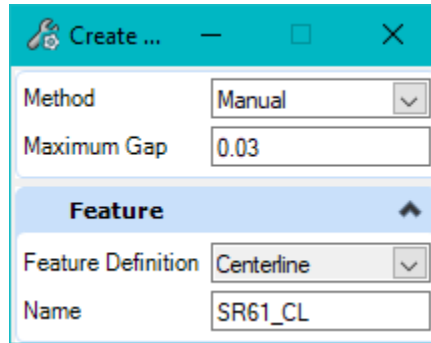 Create ...
Method Manual
Maximum Gap 0.03
Feature
Feature Definition Centerline
Name SR61_CL